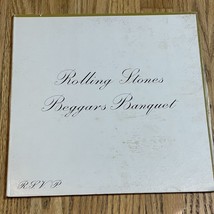 Rolling Stones
Beggars Banquet
R.S.V.P.